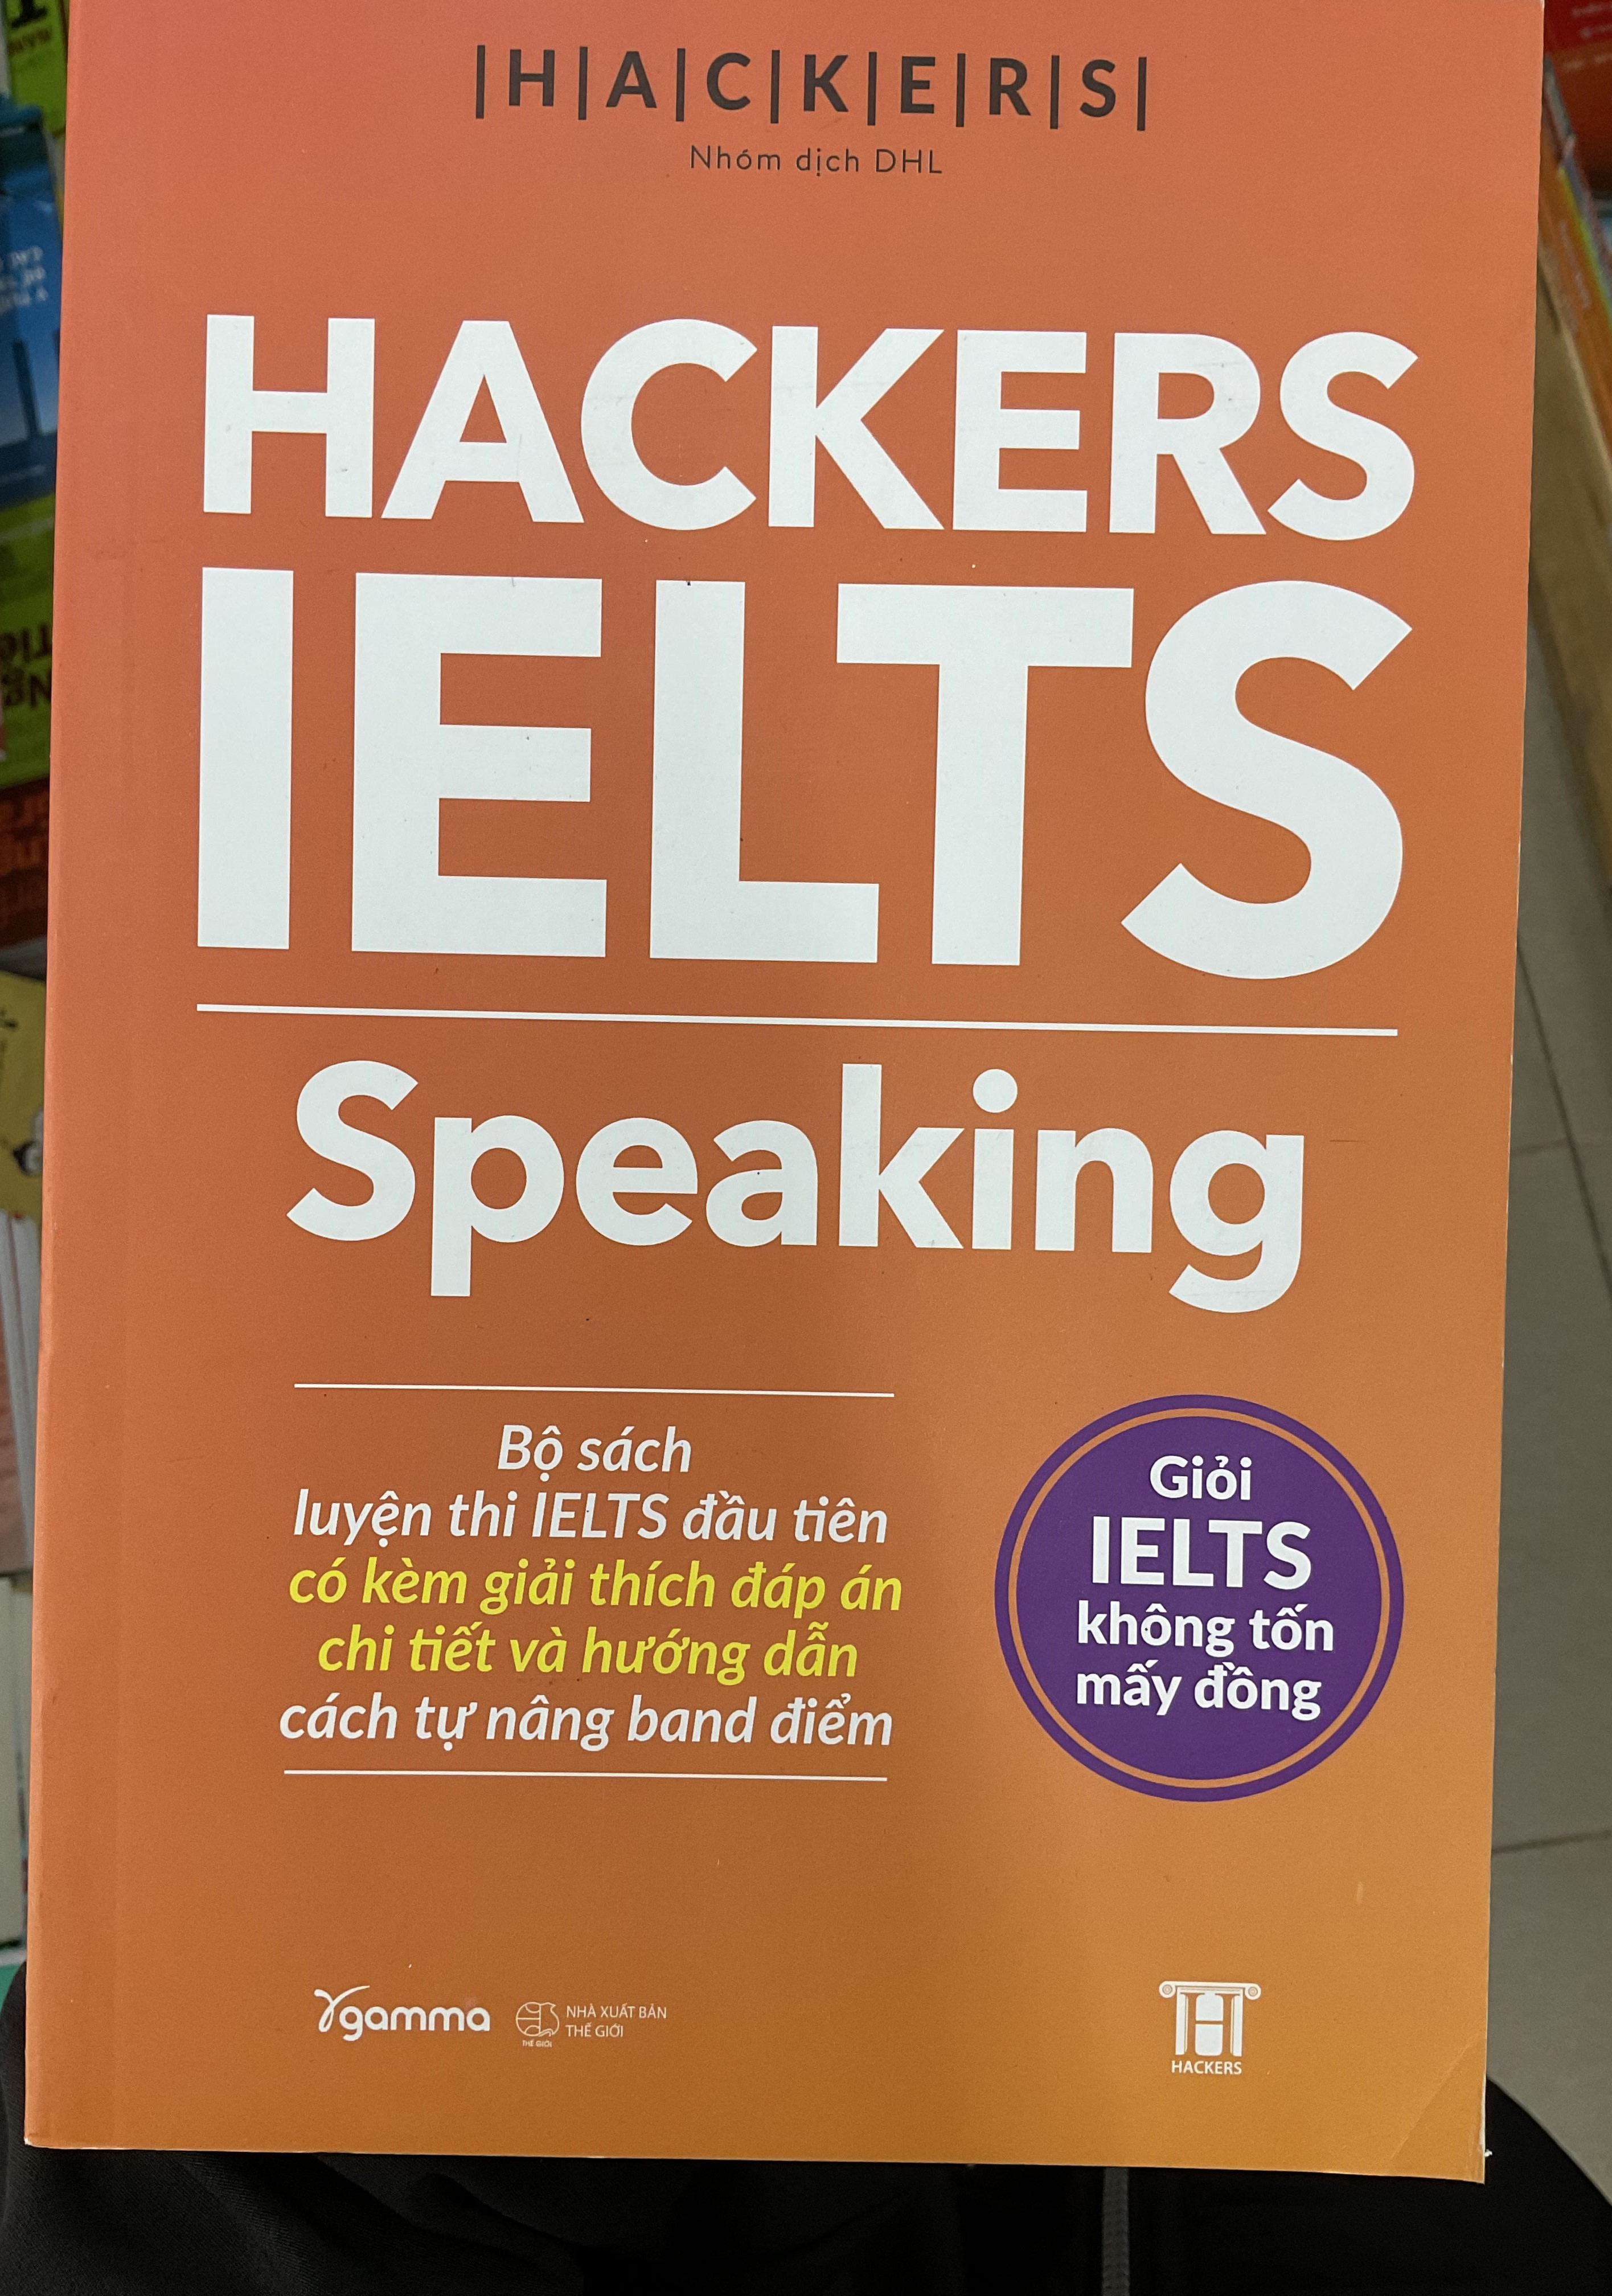 |H|A|C|K|E|R|S|
Nhóm dịch DHL
HACKERS
IELTS
Speaking
Bộ sách
luyện thi IELTS đầu tiên
có kèm giải thích đáp án
chi tiết và hướng dẫn
cách tự nâng band điểm
Giỏi
IELTS
không tốn
mấy đồng
gamma
THẾ GIỚI
NHÀ XUẤT BẢN
THẾ GIỚI
HACKERS